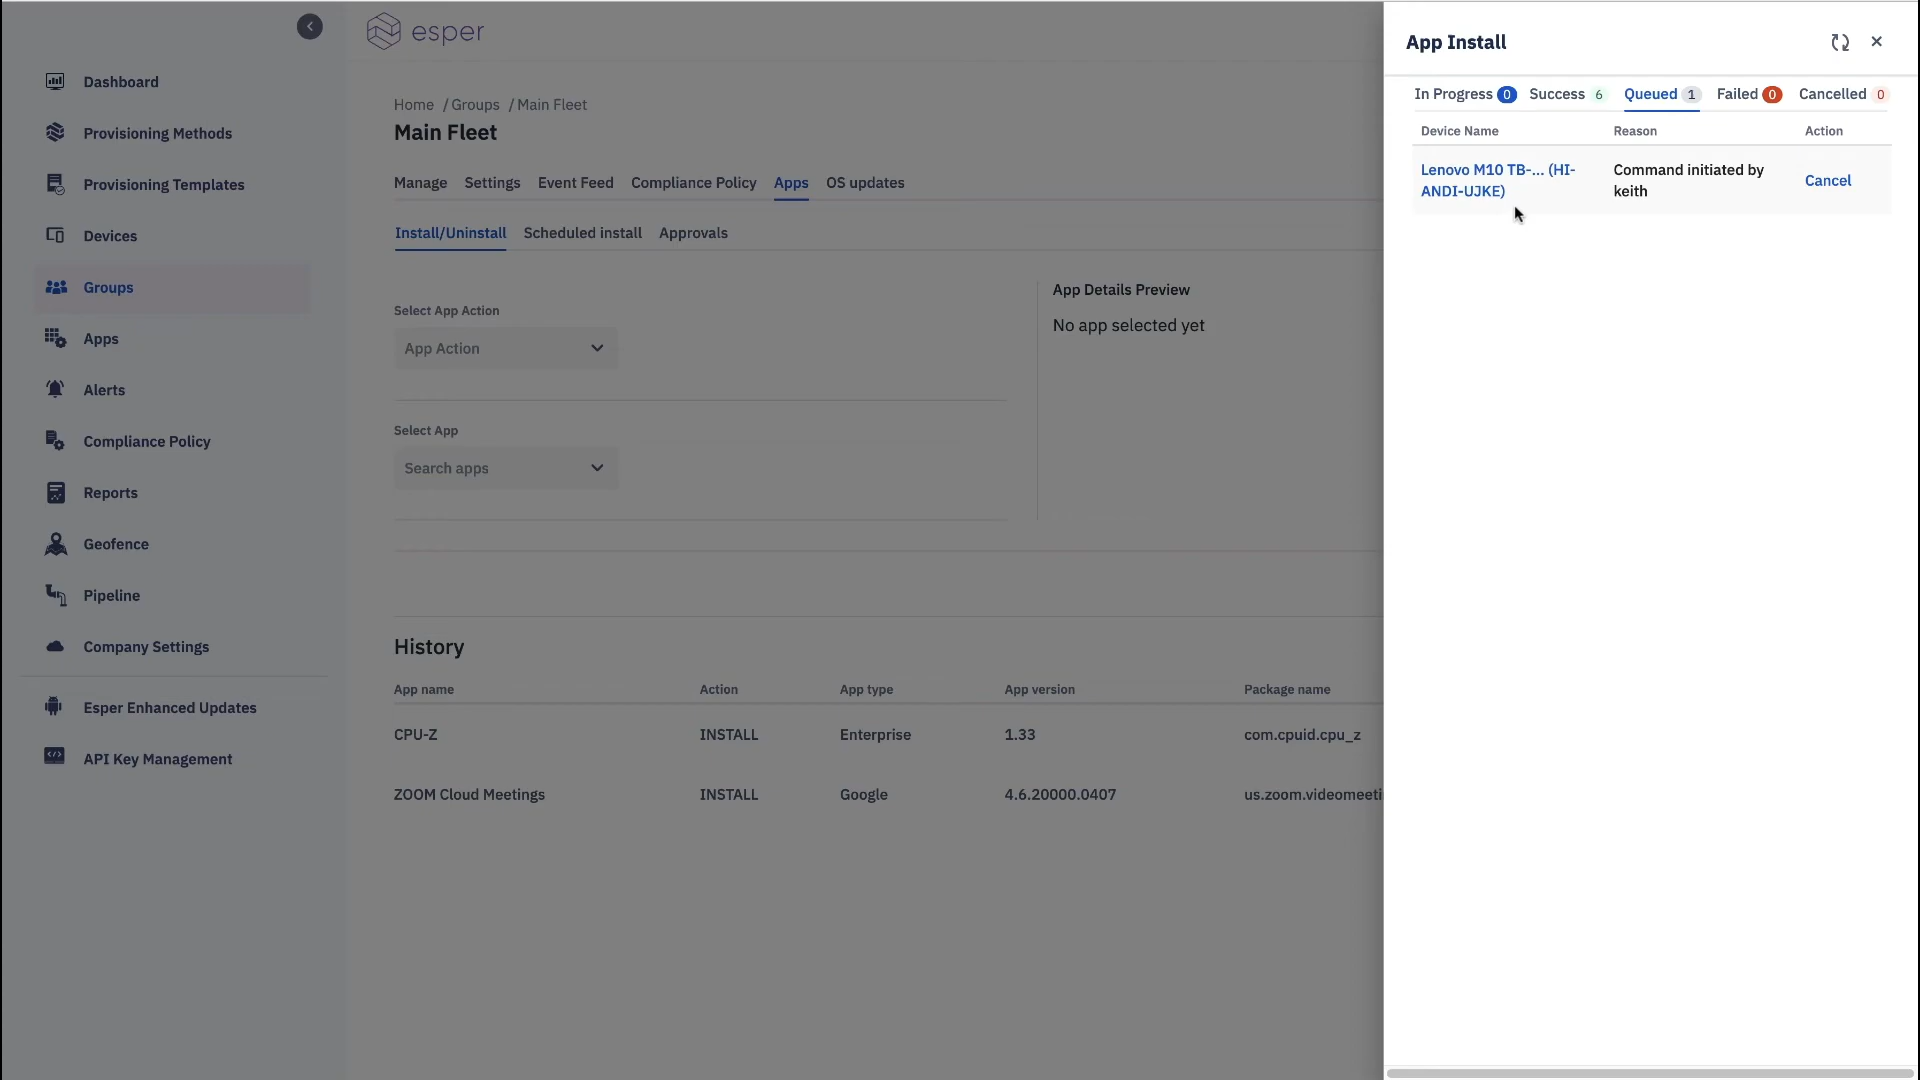 esper
Dashboard
Provisioning Methods
Provisioning Templates
Devices
Groups
Apps
Alerts
Compliance Policy
Reports
Geofence
Pipeline
Company Settings
Esper Enhanced Updates
API Key Management
Home / Groups / Main Fleet
Main Fleet
Manage Settings Event Feed Compliance Policy Apps OS updates
Install/Uninstall Scheduled install Approvals
Select App Action
App Action
Select App
Search apps
App Details Preview
No app selected yet
History
App name Action App type App version Package name
CPU-Z INSTALL Enterprise 1.33 com.cpuid.cpu_z
ZOOM Cloud Meetings INSTALL Google 4.6.20000.0407 us.zoom.videomeeti
App Install
In Progress 0 Success 6 Queued 1 Failed 0 Cancelled 0
Device Name Reason Action
Lenovo M10 TB-... (HI-
ANDI-UJKE)
Command initiated by
keith
Cancel